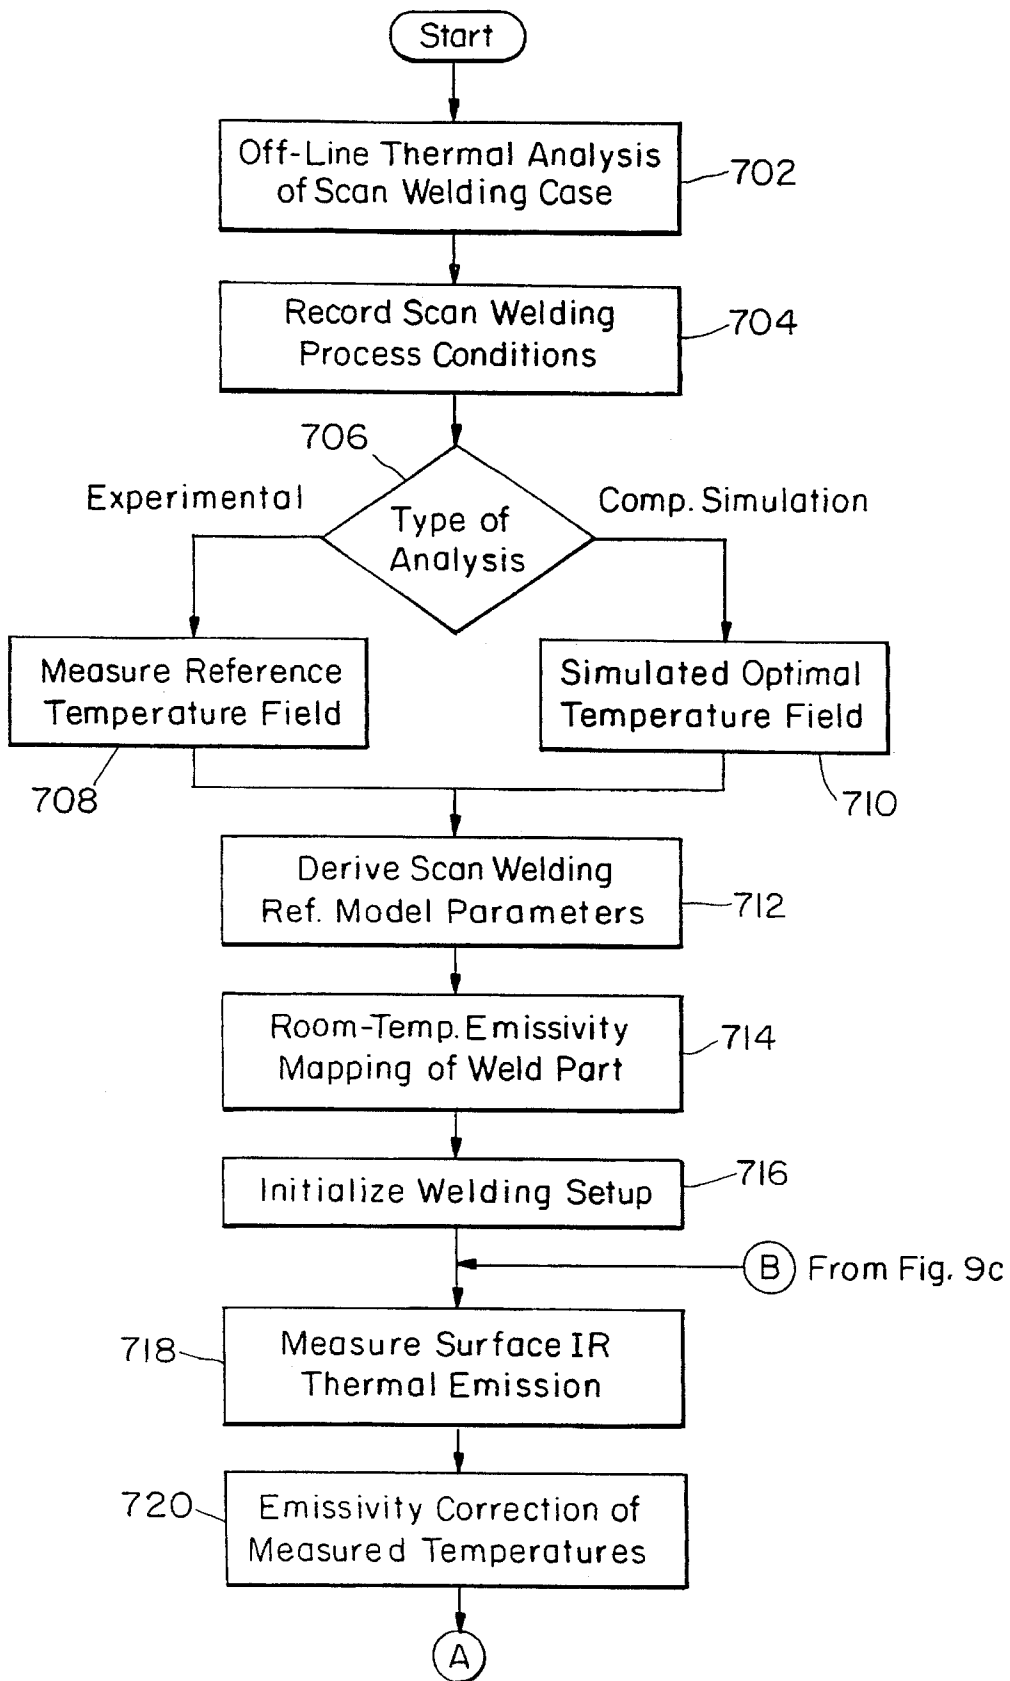 Start
Off-Line Thermal Analysis
of Scan Welding Case
702
Record Scan Welding
Process Conditions
704
706
Experimental
Comp. Simulation
Type of
Analysis
Measure Reference
Temperature Field
708
Simulated Optimal
Temperature Field
710
Derive Scan Welding
Ref. Model Parameters
712
Room-Temp. Emissivity
Mapping of Weld Part
714
Initialize Welding Setup
716
B From Fig. 9c
718
Measure Surface IR
Thermal Emission
720
Emissivity Correction of
Measured Temperatures
A